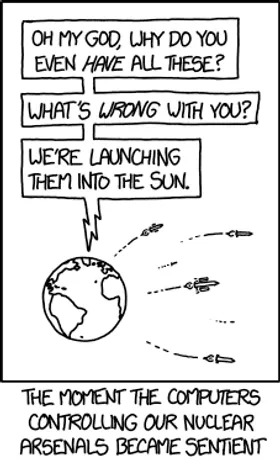 OH MY GOD, WHY DO YOU
EVEN HAVE ALL THESE?
WHAT'S WRONG WITH YOU?
WE'RE LAUNCHING
THEM INTO THE SUN.
THE MOMENT THE COMPUTERS
CONTROLLING OUR NUCLEAR
ARSENALS BECAME SENTIENT